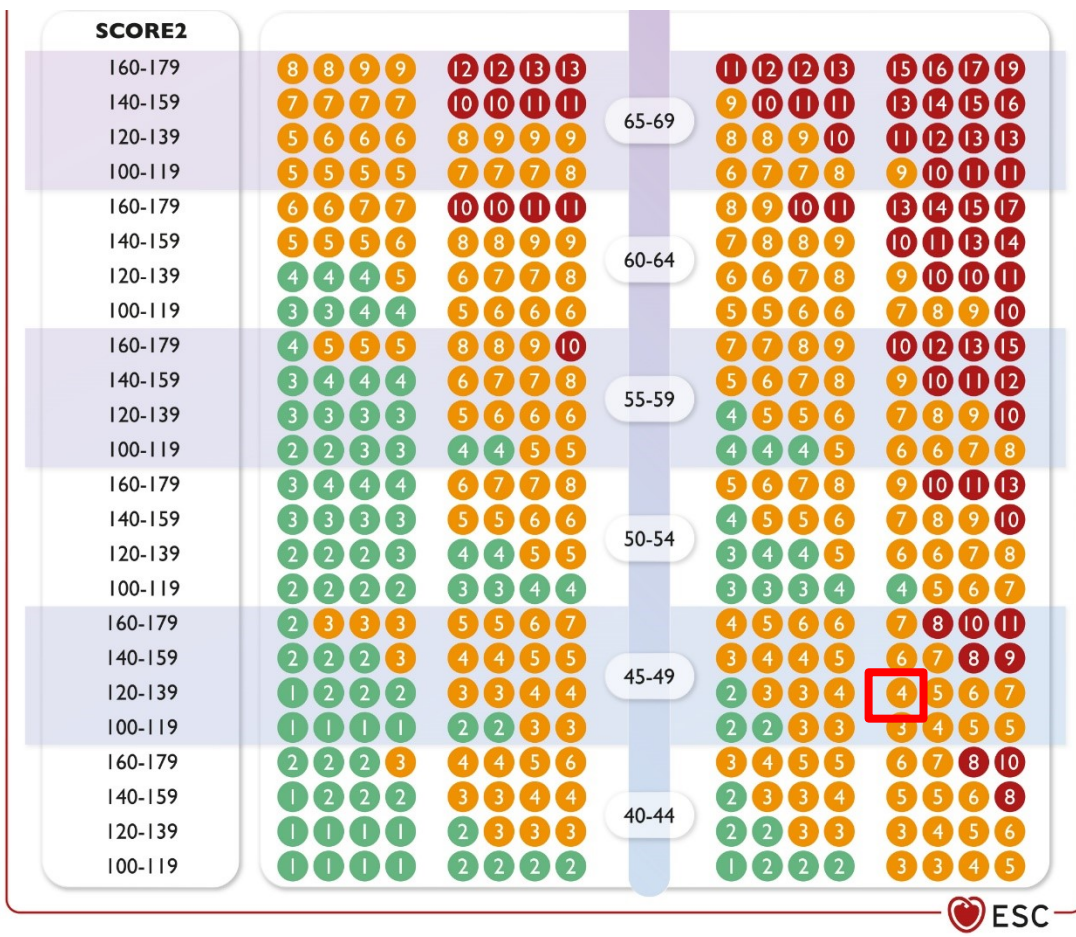 SCORE2
160-179 8 8 9 9 12 12 13 13 11 12 12 13 15 16 17 19
140-159 7 7 7 7 10 10 11 11 9 10 11 11 13 14 15 16
65-69
120-139 5 6 6 6 8 9 9 9 8 8 9 10 11 12 13 13
100-119 5 5 5 5 7 7 7 8 6 7 7 8 9 10 11 11
160-179 6 6 7 7 10 10 11 11 8 9 10 11 13 14 15 17
140-159 5 5 5 6 8 8 9 9 7 8 8 9 10 11 13 14
60-64
120-139 4 4 4 5 6 7 7 8 6 6 7 8 9 10 10 11
100-119 3 3 4 4 5 6 6 6 5 5 6 6 7 8 9 10
160-179 4 5 5 5 8 8 9 10 7 7 8 9 10 12 13 15
140-159 3 4 4 4 6 7 7 8 5 6 7 8 9 10 11 12
55-59
120-139 3 3 3 3 5 6 6 6 4 5 5 6 7 8 9 10
100-119 2 2 3 3 4 4 5 5 4 4 4 5 6 6 7 8
160-179 3 4 4 4 6 7 7 8 5 6 7 8 9 10 11 13
140-159 3 3 3 3 5 5 6 6 4 5 5 6 7 8 9 10
50-54
120-139 2 2 2 3 4 4 5 5 3 4 4 5 6 6 7 8
100-119 2 2 2 2 3 3 4 4 3 3 3 4 4 5 6 7
160-179 2 3 3 3 5 5 6 7 4 5 6 6 7 8 10 11
140-159 2 2 2 3 4 4 5 5 3 4 4 5 6 7 8 9
45-49
120-139 1 2 2 2 3 3 4 4 2 3 3 4 4 5 6 7
100-119 1 1 1 1 2 2 3 3 2 2 3 3 3 4 5 5
160-179 2 2 2 3 4 4 5 6 3 4 5 5 6 7 8 10
140-159 1 2 2 2 3 3 4 4 2 3 3 4 5 5 6 8
40-44
120-139 1 1 1 1 2 3 3 3 2 2 3 3 3 4 5 6
100-119 1 1 1 1 2 2 2 2 1 2 2 2 3 3 4 5
ESC